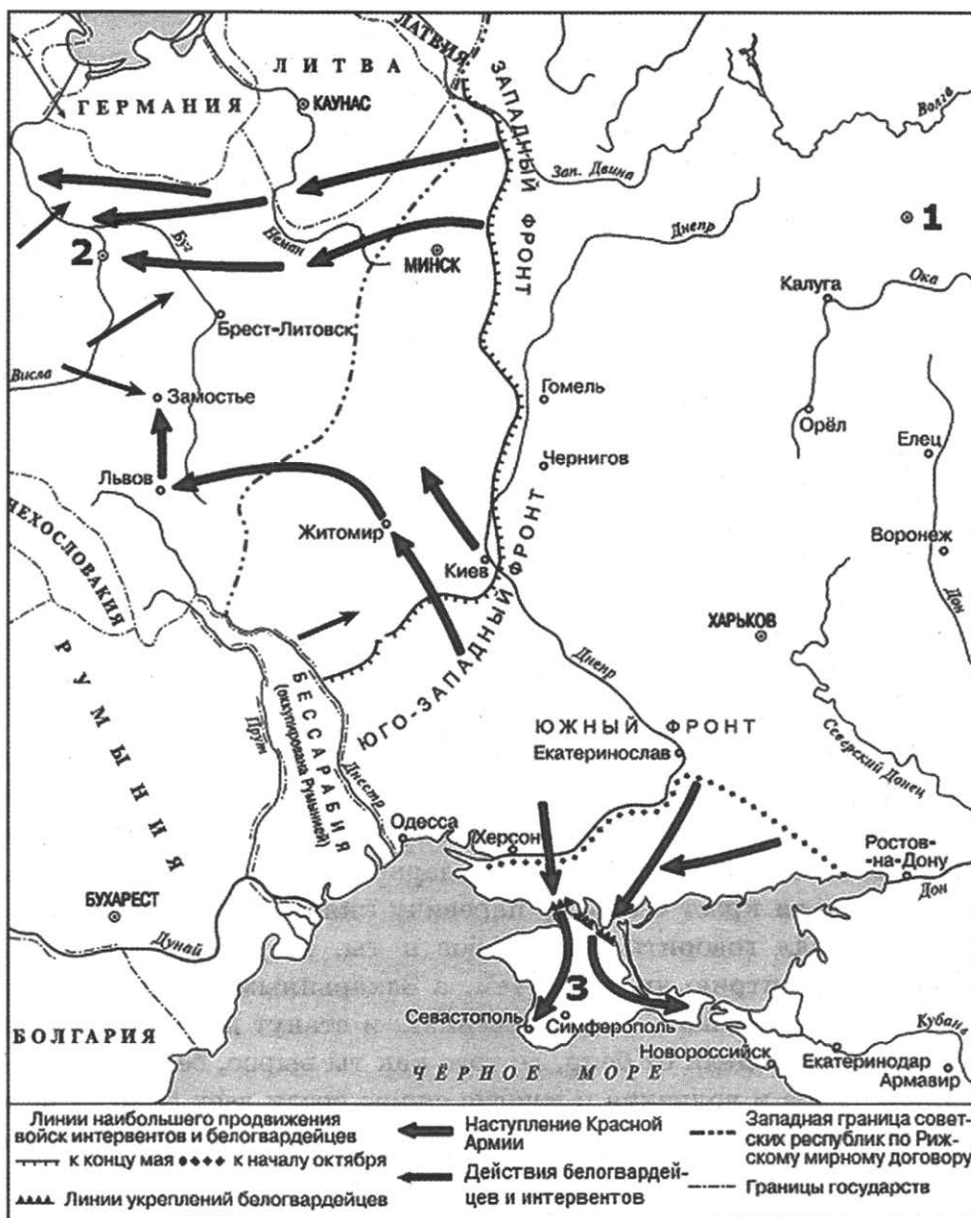 ЛАТВИЯ
ЛИТВА
ЗАПАДНЫЙ ФРОНТ
ГЕРМАНИЯ
КАУНАС
Волга
Зап. Двина
1
Буг
Неман
Днепр
2
МИНСК
Калуга
Ока
Брест-Литовск
Висла
Замостье
Гомель
Орёл
Елец
Львов
Чернигов
ЧЕХОСЛОВАКИЯ
Житомир
Воронеж
Киев
Дон
ХАРЬКОВ
ЮГО-ЗАПАДНЫЙ ФРОНТ
Днепр
РУМЫНИЯ
БЕССАРАБИЯ
(оккупирована Румынией)
Прут
Днестр
ЮЖНЫЙ ФРОНТ
Екатеринослав
Северский Донец
Одесса
Херсон
Ростов-
-на-Дону
Дон
БУХАРЕСТ
Дунай
3
БОЛГАРИЯ
Севастополь
Симферополь
Кубань
Новороссийск
Екатеринодар
Армавир
ЧЁРНОЕ МОРЕ
Линии наибольшего продвижения
войск интервентов и белогвардейцев
к концу мая
к началу октября
Линии укреплений белогвардейцев
Наступление Красной
Армии
Действия белогвардей-
цев и интервентов
Западная граница совет-
ских республик по Риж-
скому мирному договору
Границы государств